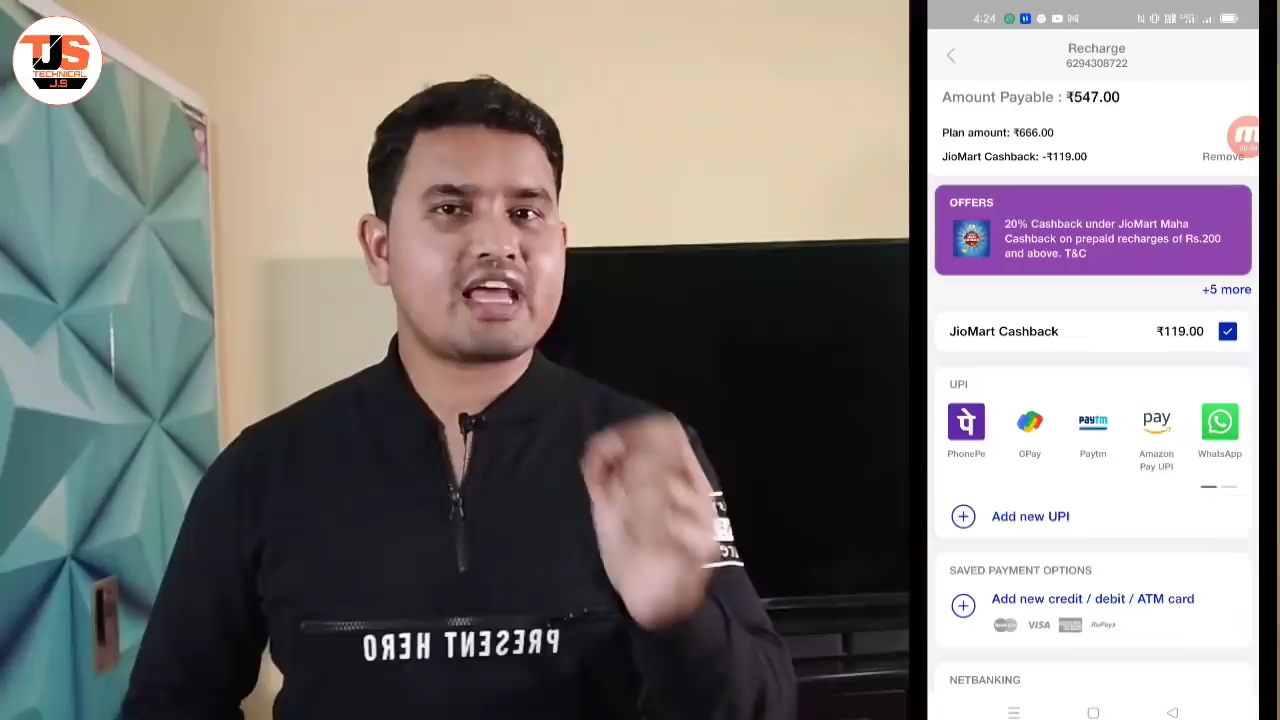 TJS
TECHNICAL
J.S
PRESENT HERO
4:24
Recharge
6294308722
Amount Payable : ₹547.00
Plan amount: ₹666.00
JioMart Cashback: -₹119.00
Remove
OFFERS
20% Cashback under JioMart Maha
Cashback on prepaid recharges of Rs.200
and above. T&C
+5 more
JioMart Cashback ₹119.00
UPI
पे
Paytm
pay
PhonePe
GPay
Paytm
Amazon
Pay UPI
WhatsApp
Add new UPI
SAVED PAYMENT OPTIONS
Add new credit / debit / ATM card
VISA
RuPay
NETBANKING